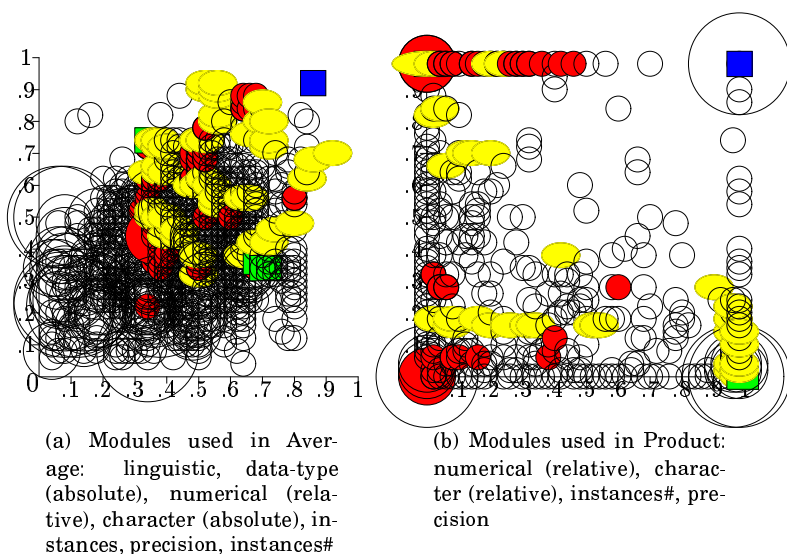 1
.9
.8
.7
.6
.5
.4
.3
.2
.1
0 .1 .2 .3 .4 .5 .6 .7 .8 .9 1
1
.1 .2 .3 .4 .5 .6 .7 .8 .9 1
(a) Modules used in Aver-
age: linguistic, data-type
(absolute), numerical (rela-
tive), character (absolute), in-
stances, precision, instances#
(b) Modules used in Product:
numerical (relative), charac-
ter (relative), instances#, pre-
cision